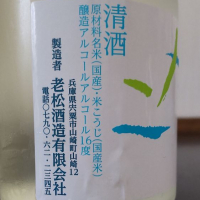 清酒
原材料名米(国産)・米こうじ(国産米)
醸造アルコールアルコール16度
製造者
兵庫県宍粟市山崎町山崎12
老松酒造有限会社
電話〇七九〇・六二・二三四五